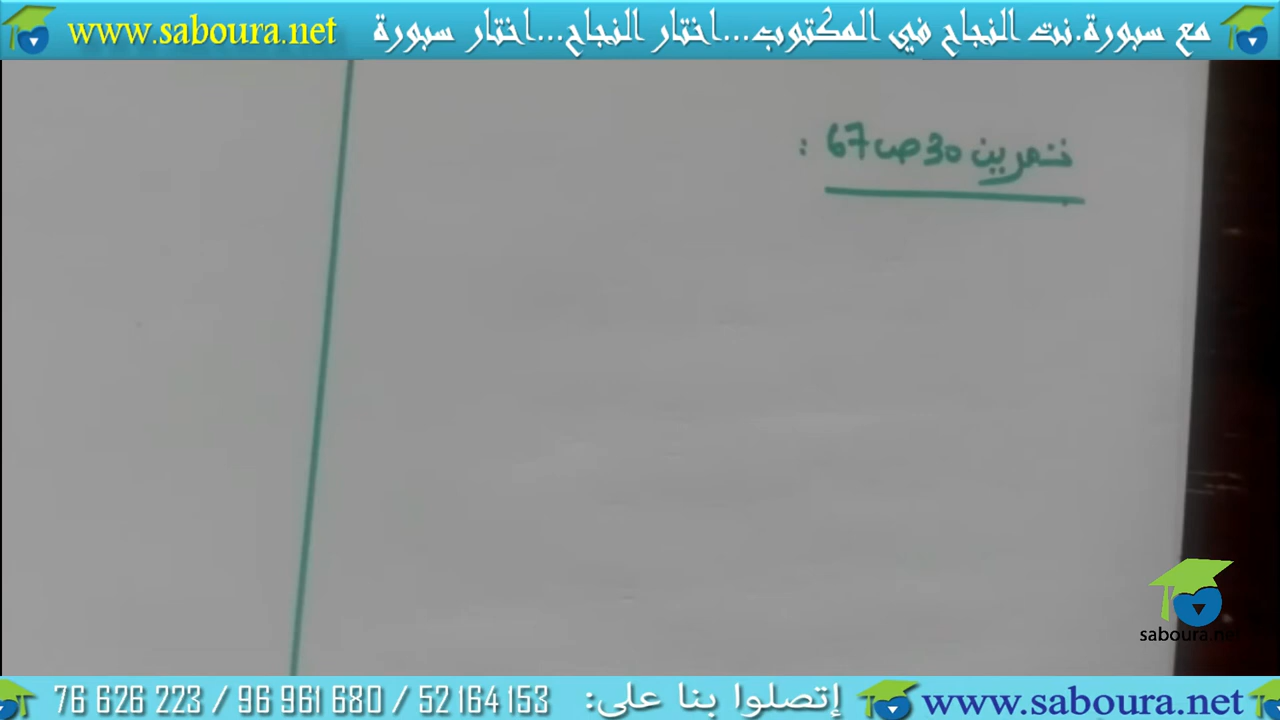 مع سبورة.نت النجاح في المكتوب...اختار النجاح...اختار سبورة www.saboura.net
تمرين 30 ص 67 :
saboura.net
www.saboura.net إتصلوا بنا على: 76 626 223 / 96 961 680 / 52 164 153